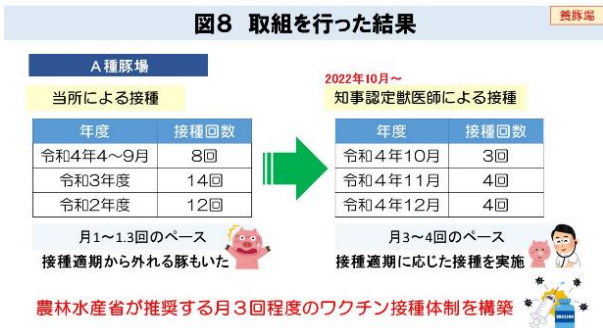 図8 取組を行った結果
養豚場
A種豚場
当所による接種
年度 接種回数
令和4年4～9月 8回
令和3年度 14回
令和2年度 12回
月1～1.3回のペース
接種適期から外れる豚もいた
2022年10月～
知事認定獣医師による接種
年度 接種回数
令和4年10月 3回
令和4年11月 4回
令和4年12月 4回
月3～4回のペース
接種適期に応じた接種を実施
農林水産省が推奨する月3回程度のワクチン接種体制を構築
VACCINE